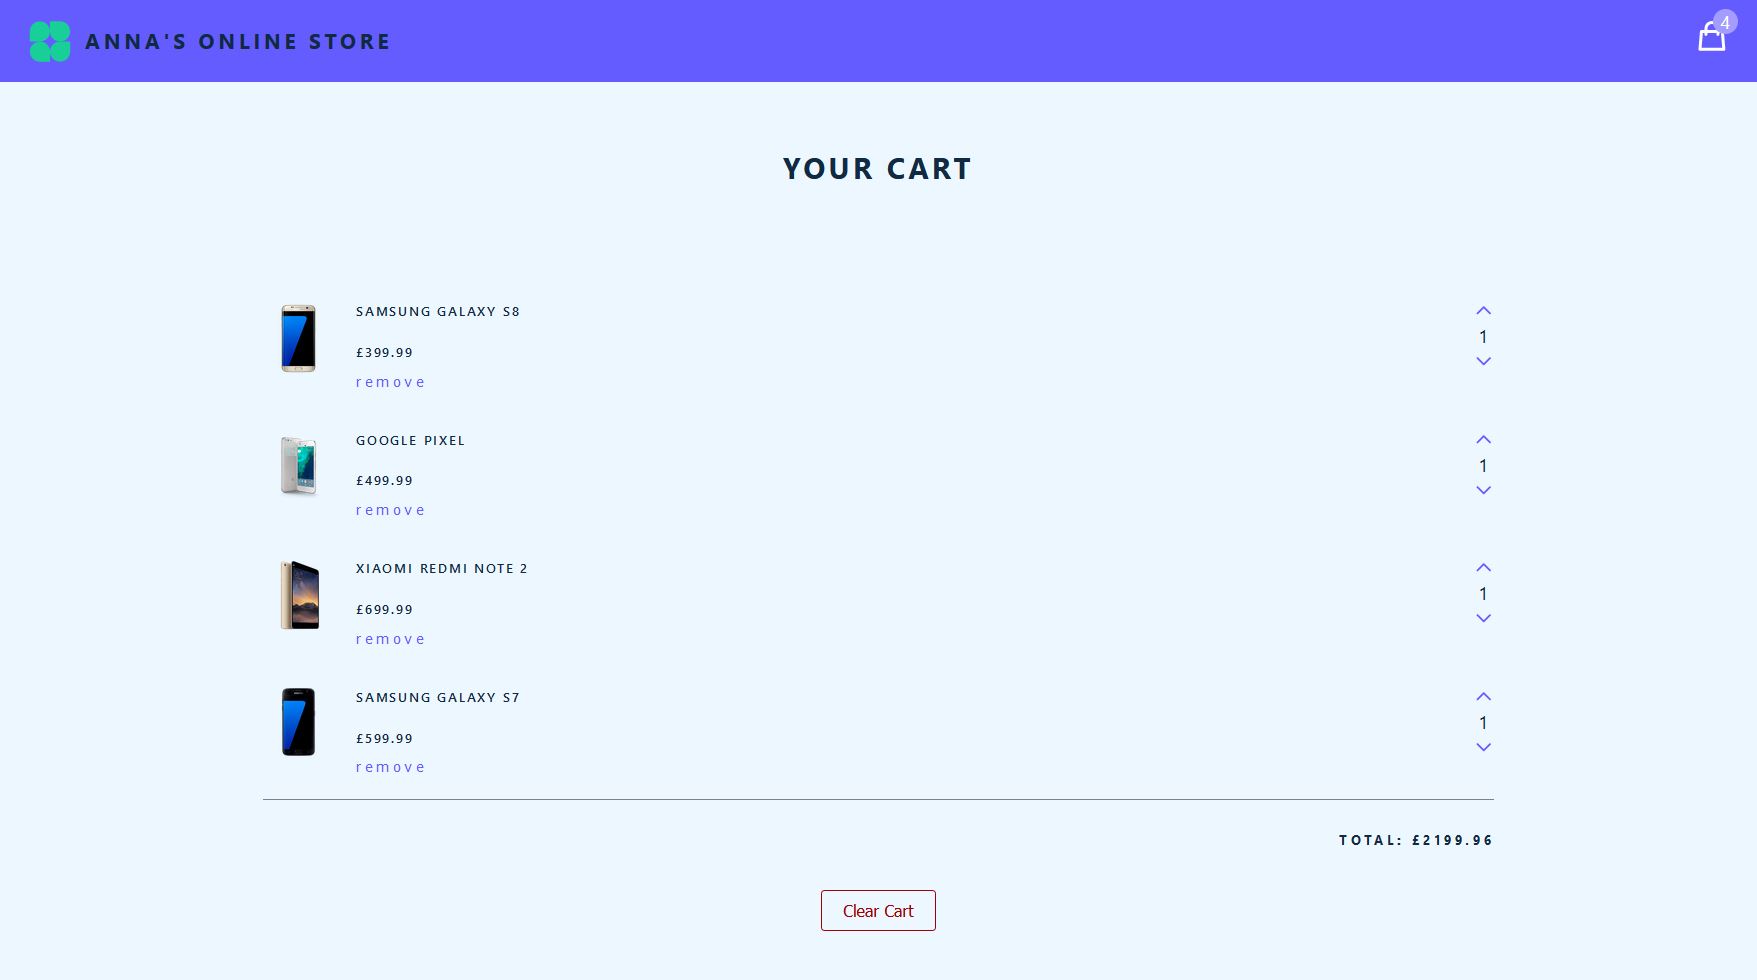 ANNA'S ONLINE STORE
4
YOUR CART
SAMSUNG GALAXY S8
£399.99
remove
1
GOOGLE PIXEL
£499.99
remove
1
XIAOMI REDMI NOTE 2
£699.99
remove
1
SAMSUNG GALAXY S7
£599.99
remove
1
TOTAL: £2199.96
Clear Cart